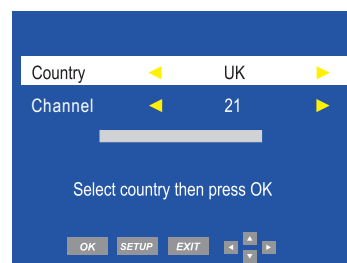 Country UK
Channel 21
Select country then press OK
OK SETUP EXIT